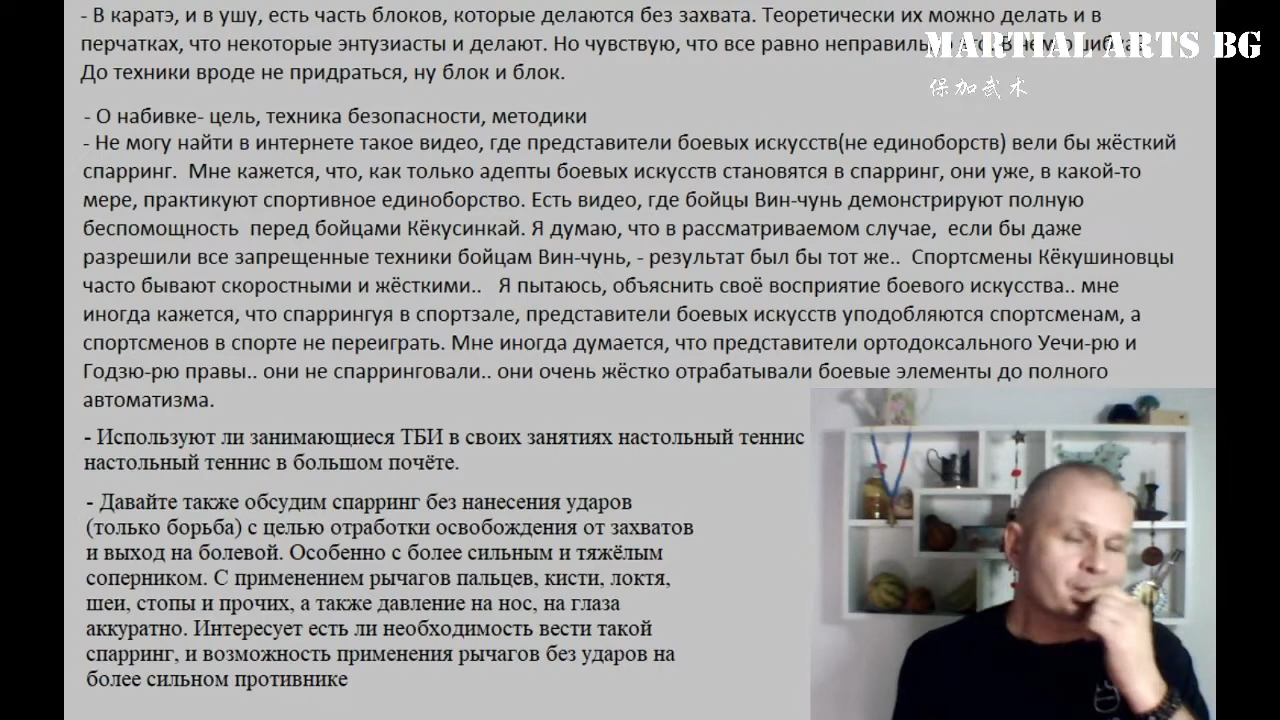 - В каратэ, и в ушу, есть часть блоков, которые делаются без захвата. Теоретически их можно делать и в
перчатках, что некоторые энтузиасты и делают. Но чувствую, что все равно
До техники вроде не придраться, ну блок и блок.
MARTIAL ARTS BG
保加武术
- О набивке- цель, техника безопасности, методики
- Не могу найти в интернете такое видео, где представители боевых искусств(не единоборств) вели бы жёсткий
спарринг.  Мне кажется, что, как только адепты боевых искусств становятся в спарринг, они уже, в какой-то
мере, практикуют спортивное единоборство. Есть видео, где бойцы Вин-чунь демонстрируют полную
беспомощность  перед бойцами Кёкусинкай. Я думаю, что в рассматриваемом случае,  если бы даже
разрешили все запрещенные техники бойцам Вин-чунь, - результат был бы тот же..  Спортсмены Кёкушиновцы
часто бывают скоростными и жёсткими..   Я пытаюсь, объяснить своё восприятие боевого искусства.. мне
иногда кажется, что спаррингуя в спортзале, представители боевых искусств уподобляются спортсменам, а
спортсменов в спорте не переиграть. Мне иногда думается, что представители ортодоксального Уечи-рю и
Годзю-рю правы.. они не спарринговали.. они очень жёстко отрабатывали боевые элементы до полного
автоматизма.
- Используют ли занимающиеся ТБИ в своих занятиях настольный теннис
настольный теннис в большом почёте.
- Давайте также обсудим спарринг без нанесения ударов
(только борьба) с целью отработки освобождения от захватов
и выход на болевой. Особенно с более сильным и тяжёлым
соперником. С применением рычагов пальцев, кисти, локтя,
шеи, стопы и прочих, а также давление на нос, на глаза
аккуратно. Интересует есть ли необходимость вести такой
спарринг, и возможность применения рычагов без ударов на
более сильном противнике